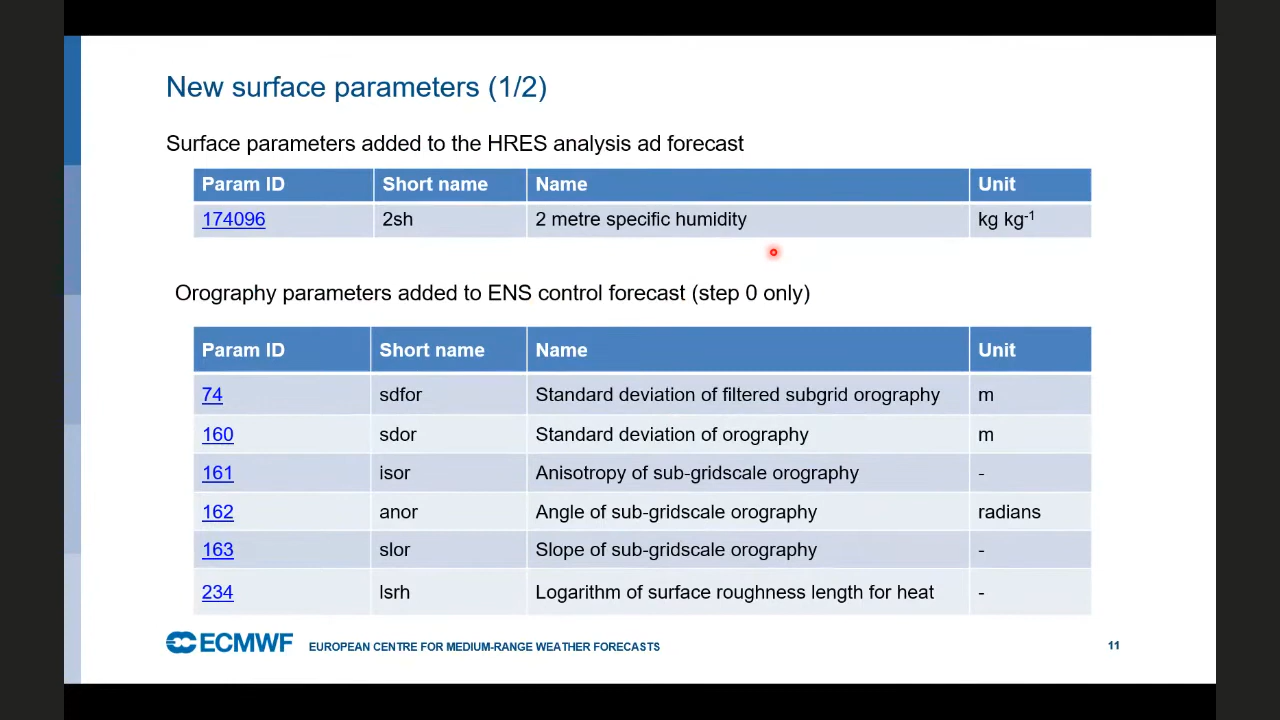 New surface parameters (1/2)
Surface parameters added to the HRES analysis ad forecast
Param ID Short name Name Unit
174096 2sh 2 metre specific humidity kg kg-1
Orography parameters added to ENS control forecast (step 0 only)
Param ID Short name Name Unit
74 sdfor Standard deviation of filtered subgrid orography m
160 sdor Standard deviation of orography m
161 isor Anisotropy of sub-gridscale orography -
162 anor Angle of sub-gridscale orography radians
163 slor Slope of sub-gridscale orography -
234 lsrh Logarithm of surface roughness length for heat -
ECMWF EUROPEAN CENTRE FOR MEDIUM-RANGE WEATHER FORECASTS 11